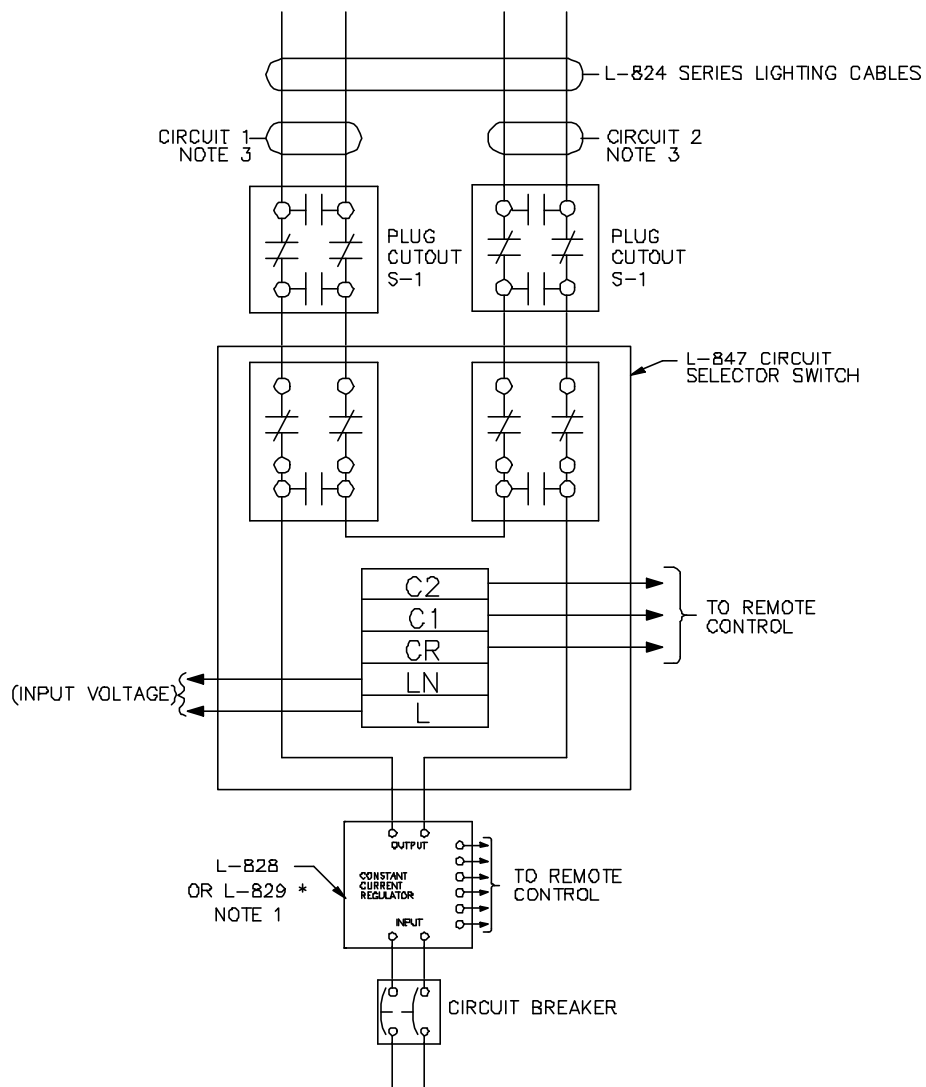 L-824 SERIES LIGHTING CABLES
CIRCUIT 1
NOTE 3
CIRCUIT 2
NOTE 3
PLUG
CUTOUT
S-1
PLUG
CUTOUT
S-1
L-847 CIRCUIT
SELECTOR SWITCH
C2
C1
CR
LN
L
TO REMOTE
CONTROL
(INPUT VOLTAGE)
OUTPUT
CONSTANT
CURRENT
REGULATOR
INPUT
L-828
OR L-829 *
NOTE 1
TO REMOTE
CONTROL
CIRCUIT BREAKER